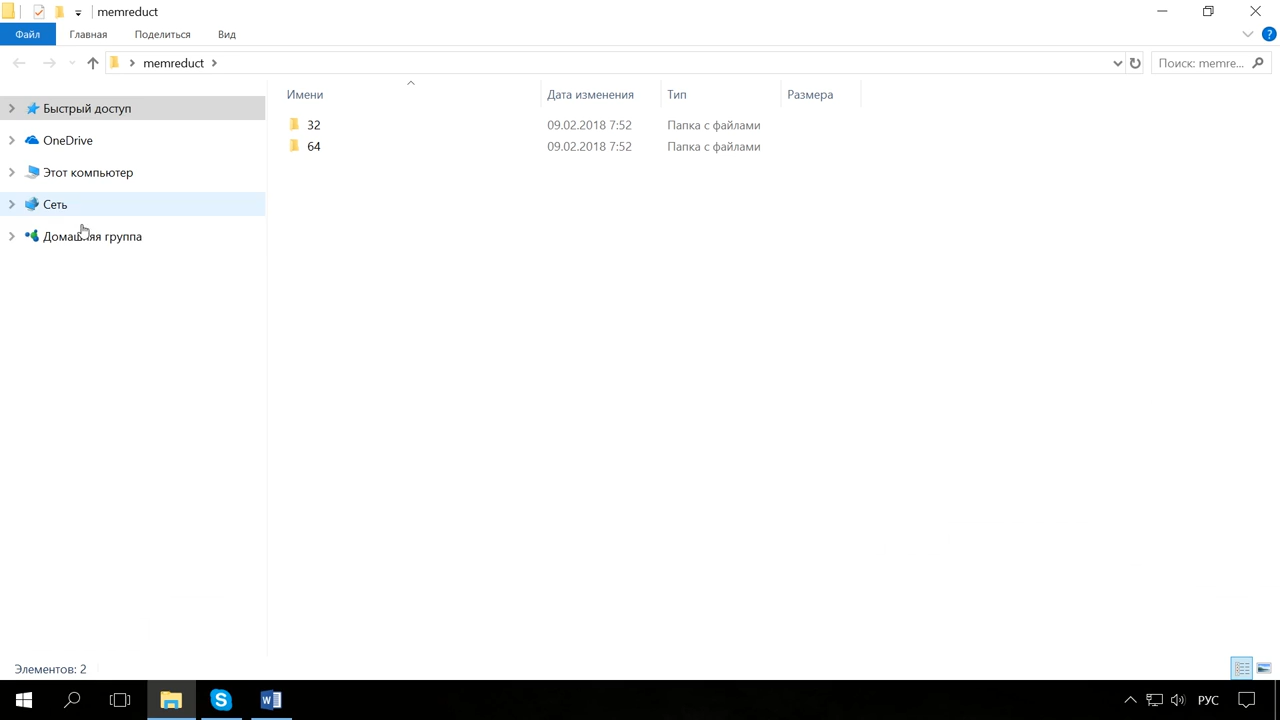 memreduct
Файл Главная Поделиться Вид
memreduct
Поиск: memre...
Имени Дата изменения Тип Размера
Быстрый доступ
OneDrive
Этот компьютер
Сеть
Домашняя группа
32 09.02.2018 7:52 Папка с файлами
64 09.02.2018 7:52 Папка с файлами
Элементов: 2
РУС